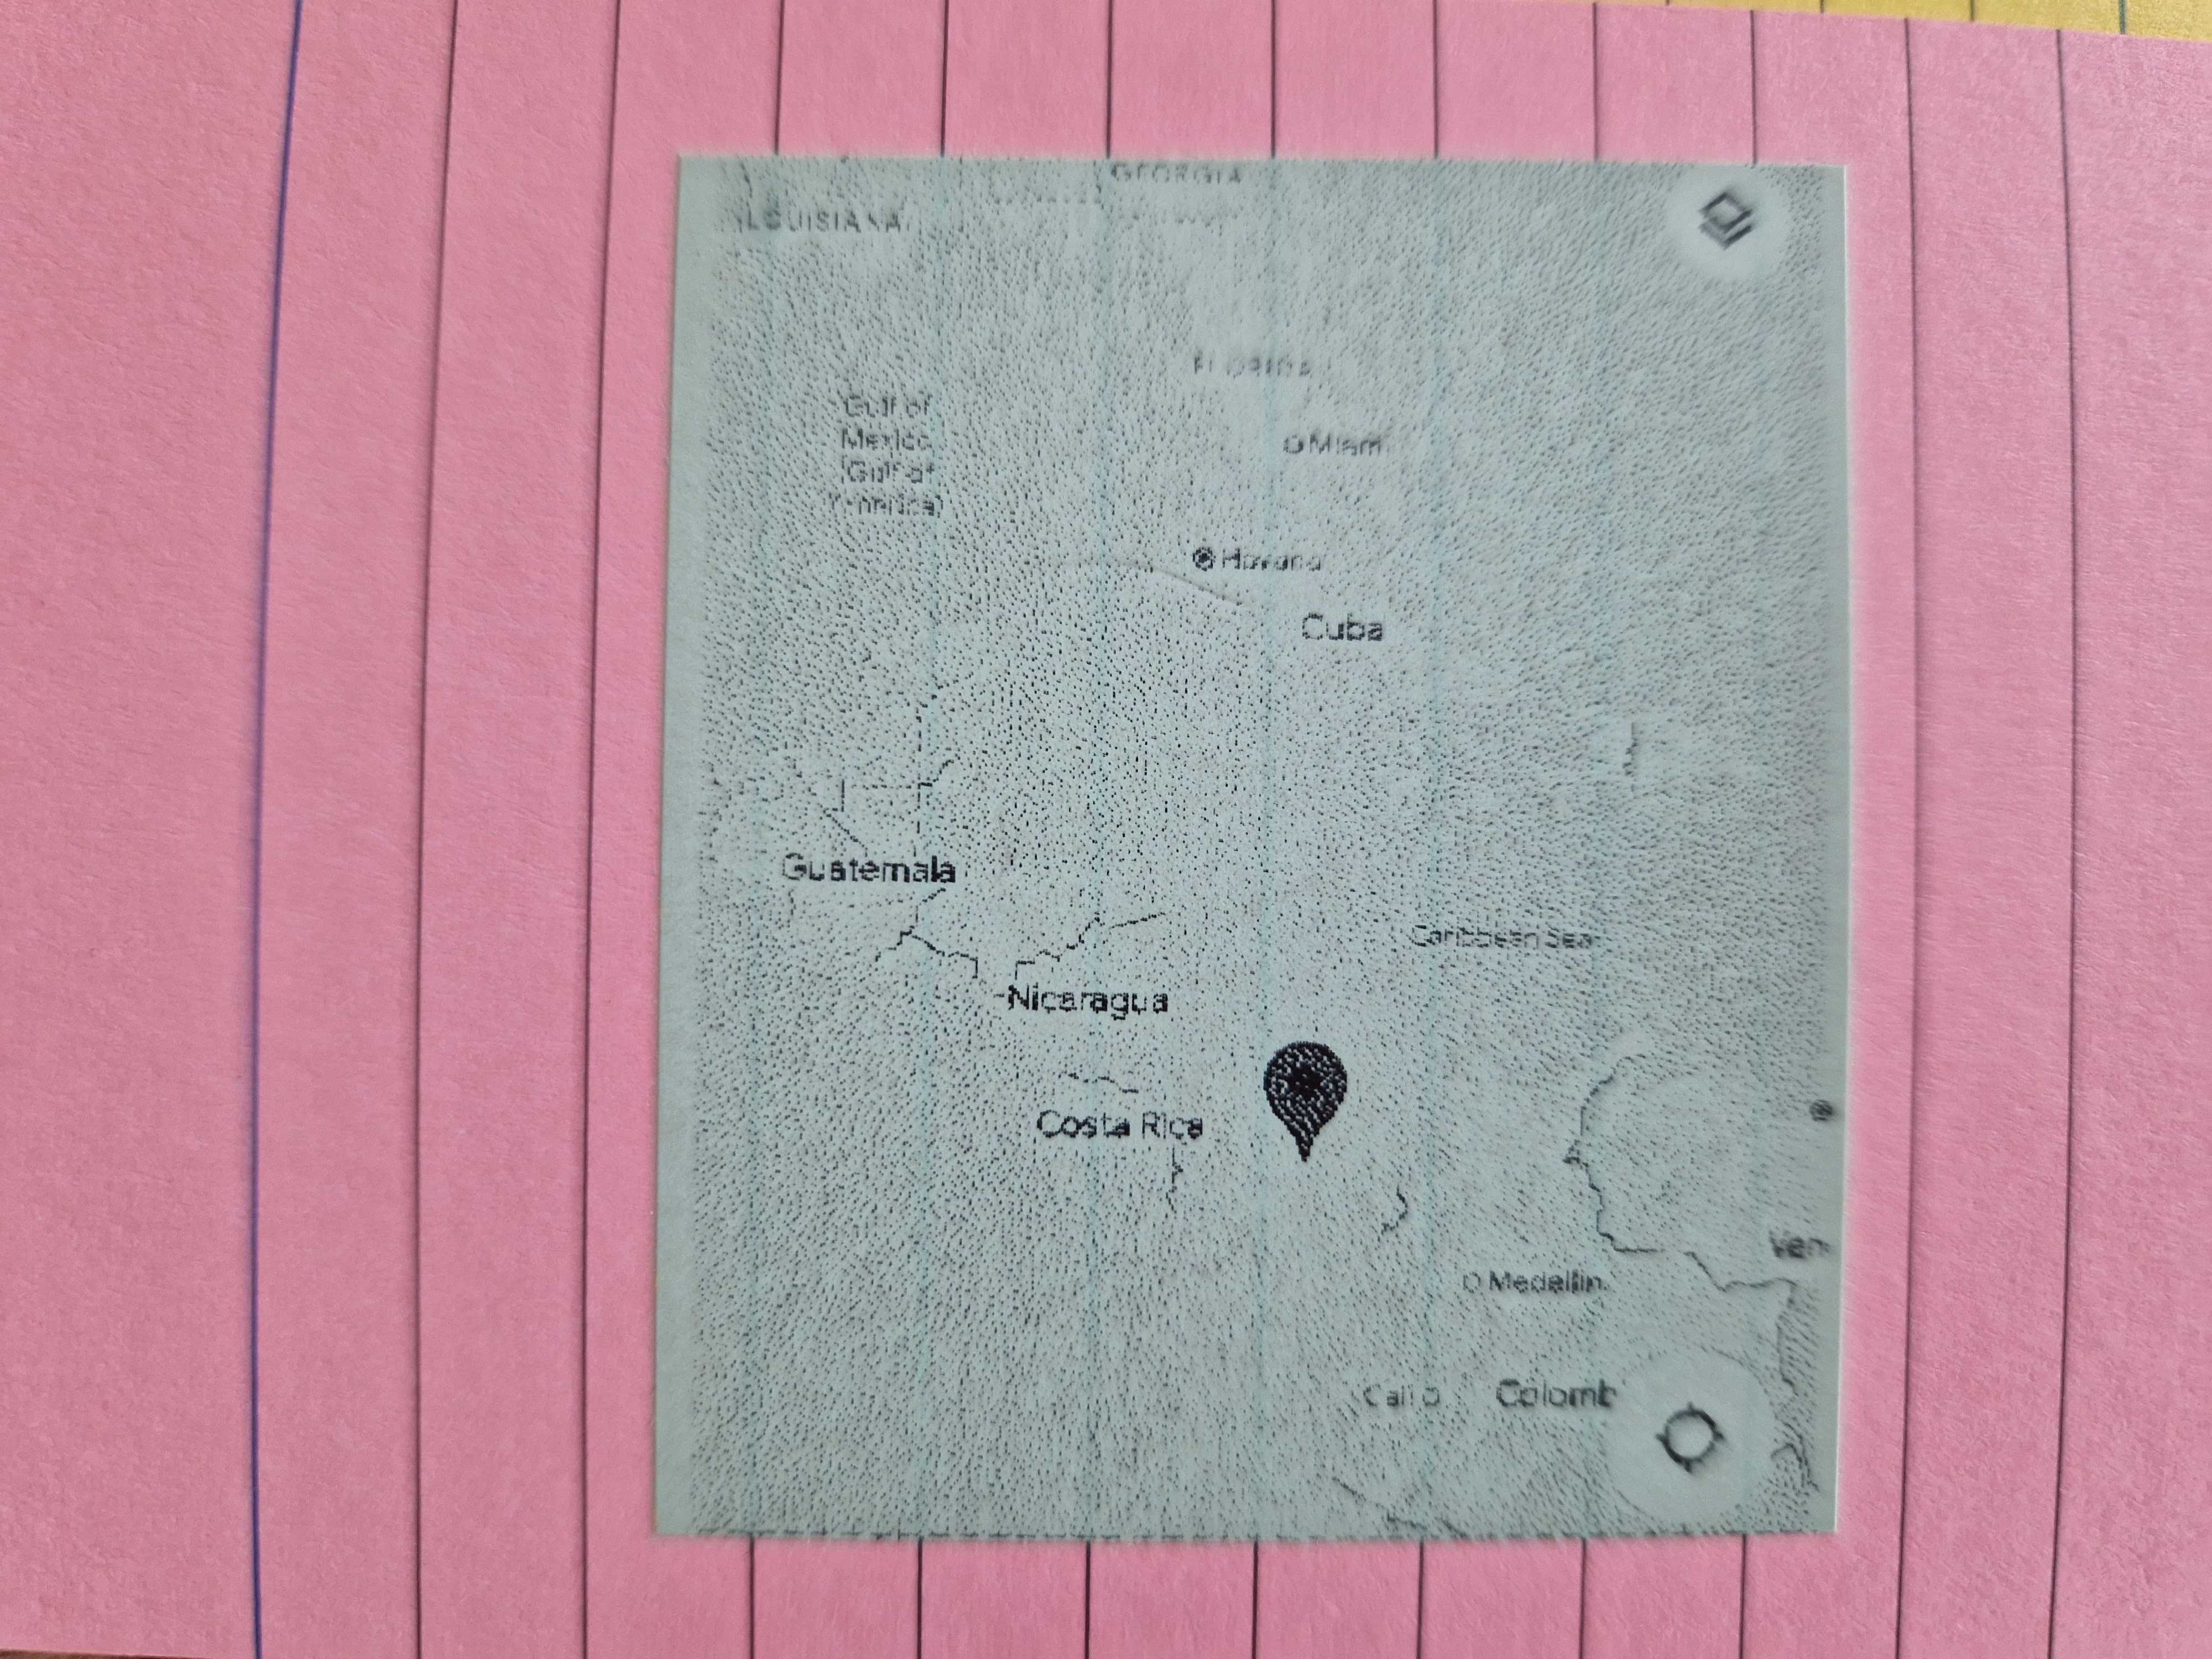 GEORGIA
LOUISIANA
FLORIDA
Gulf of
Mexico
(Gulf of
America)
Miami
Havana
Cuba
Guatemala
Caribbean Sea
Nicaragua
Costa Rica
Ven
Medellin
Cali
Colomb